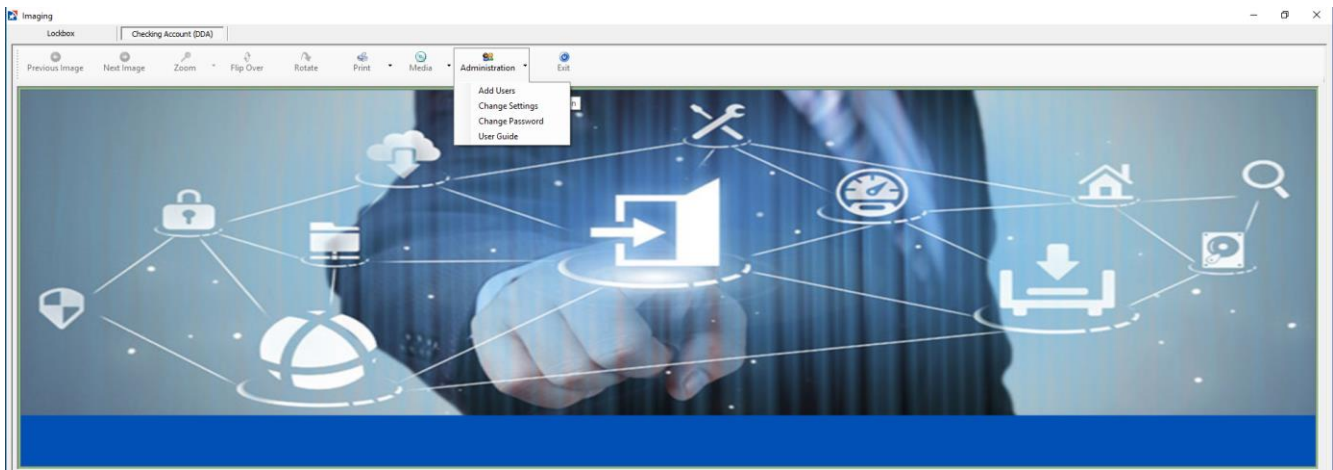 Imaging
Lockbox Checking Account (DDA)
Previous Image Next Image Zoom Flip Over Rotate Print Media Administration Exit
Add Users
Change Settings
Change Password
User Guide